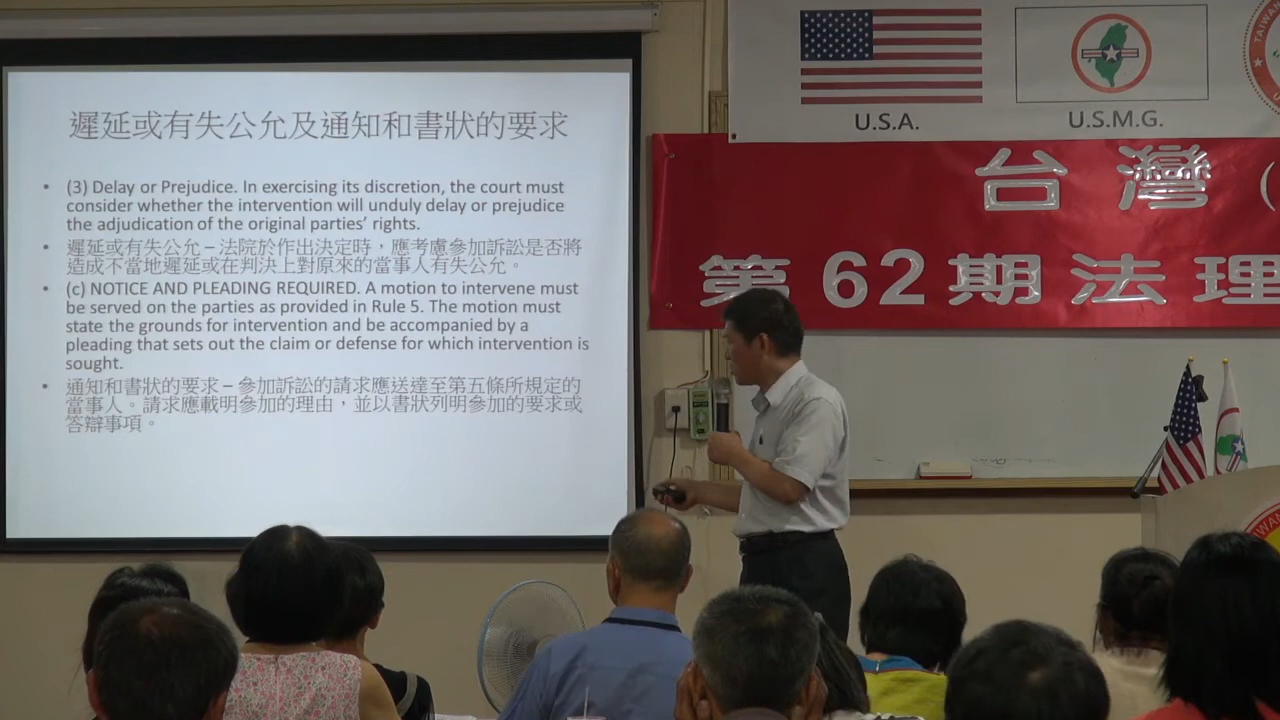 遲延或有失公允及通知和書狀的要求
• (3) Delay or Prejudice. In exercising its discretion, the court must
consider whether the intervention will unduly delay or prejudice
the adjudication of the original parties’ rights.
• 遲延或有失公允 – 法院於作出決定時，應考慮參加訴訟是否將
造成不當地遲延或在判決上對原來的當事人有失公允。
• (c) NOTICE AND PLEADING REQUIRED. A motion to intervene must
be served on the parties as provided in Rule 5. The motion must
state the grounds for intervention and be accompanied by a
pleading that sets out the claim or defense for which intervention is
sought.
• 通知和書狀的要求 – 參加訴訟的請求應送達至第五條所規定的
當事人。請求應載明參加的理由，並以書狀列明參加的要求或
答辯事項。
U.S.A.
U.S.M.G.
TAIWAN
台灣（
第62期法理